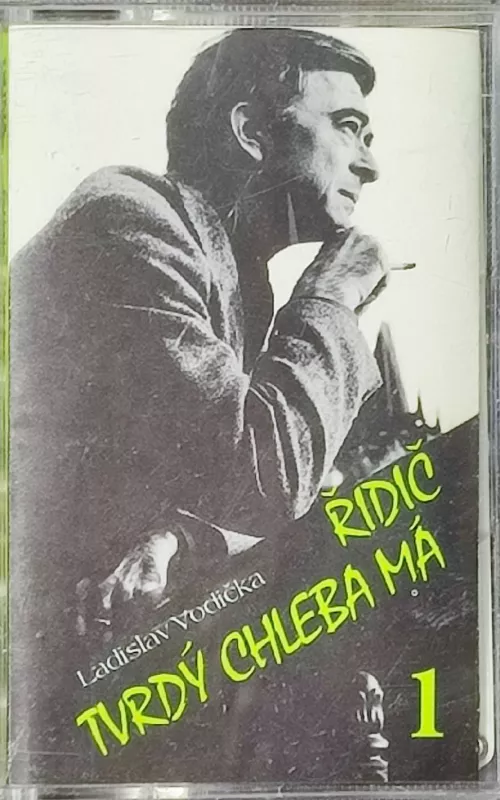 Ladislav Vodička
ŘIDIČ
TVRDÝ CHLEBA MÁ
1